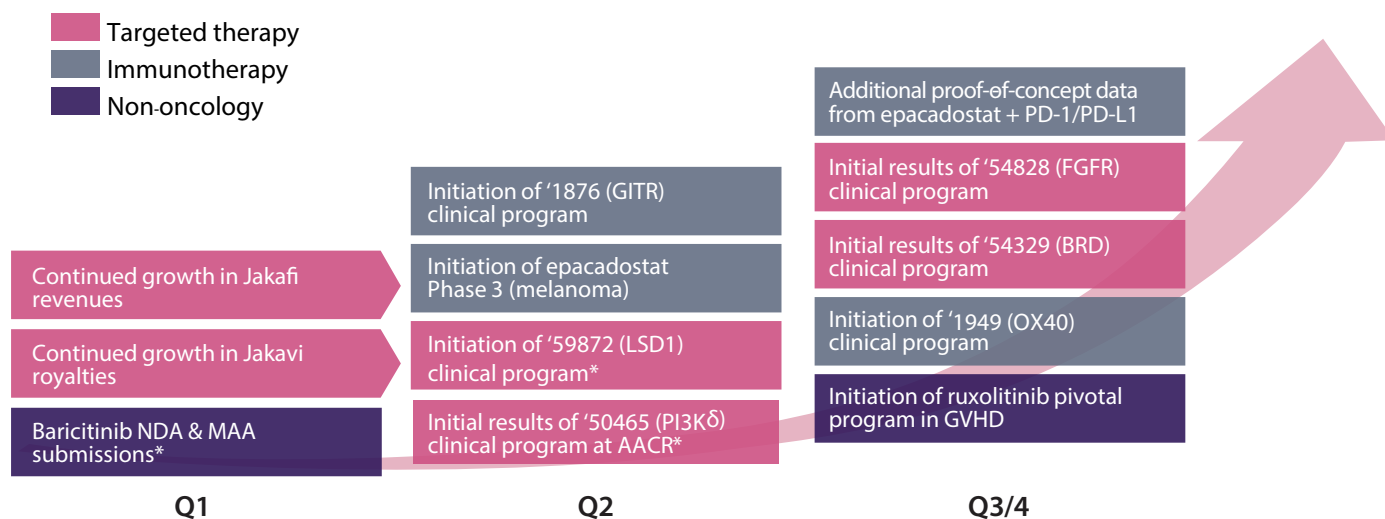 Targeted therapy
Immunotherapy
Non-oncology
Continued growth in Jakafi
revenues
Continued growth in Jakavi
royalties
Baricitinib NDA & MAA
submissions*
Q1
Initiation of ‘1876 (GITR)
clinical program
Initiation of epacadostat
Phase 3 (melanoma)
Initiation of ‘59872 (LSD1)
clinical program*
Initial results of ‘50465 (PI3Kδ)
clinical program at AACR*
Q2
Additional proof-of-concept data
from epacadostat + PD-1/PD-L1
Initial results of ‘54828 (FGFR)
clinical program
Initial results of ‘54329 (BRD)
clinical program
Initiation of ‘1949 (OX40)
clinical program
Initiation of ruxolitinib pivotal
program in GVHD
Q3/4